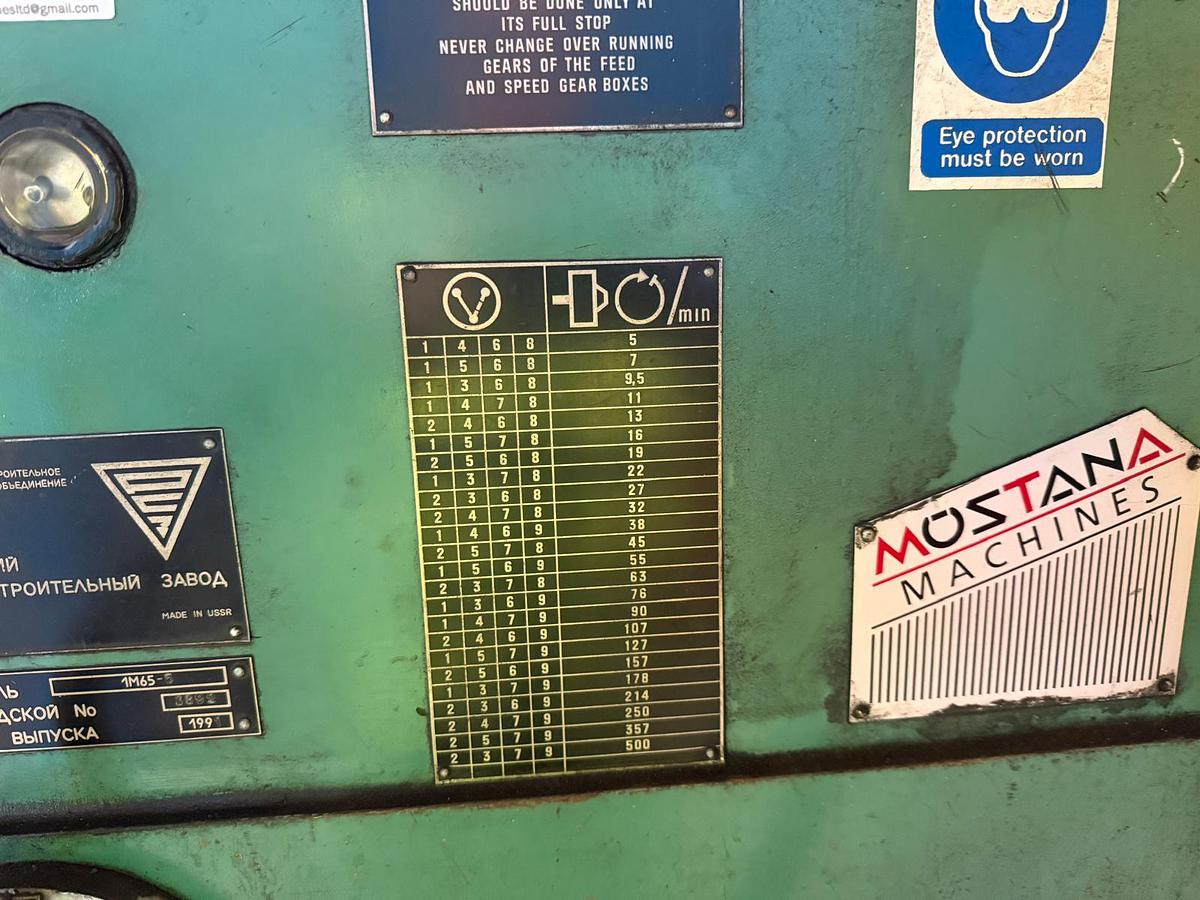 nesltd@gmail.com
SHOULD BE DONE ONLY AT
ITS FULL STOP
NEVER CHANGE OVER RUNNING
GEARS OF THE FEED
AND SPEED GEAR BOXES
Eye protection
must be worn
/min
1 4 6 8 5
1 5 6 8 7
1 3 6 8 9,5
1 4 7 8 11
2 4 6 8 13
1 5 7 8 16
2 5 6 8 19
1 3 7 8 22
2 3 6 8 27
2 4 7 8 32
1 4 6 9 38
2 5 7 8 45
1 5 6 9 55
2 3 7 8 63
1 3 6 9 76
1 4 7 9 90
2 4 6 9 107
1 5 7 9 127
2 5 6 9 157
1 3 7 9 178
2 3 6 9 214
2 4 7 9 250
2 5 7 9 357
2 3 7 9 500
РОИТЕЛЬНОЕ
ОБЪЕДИНЕНИЕ
ИЙ
ТРОИТЕЛЬНЫЙ ЗАВОД
MADE IN USSR
ЛЬ 1М65-5
ДСКОЙ No
ВЫПУСКА 1991
MÖSTANA
MACHINES